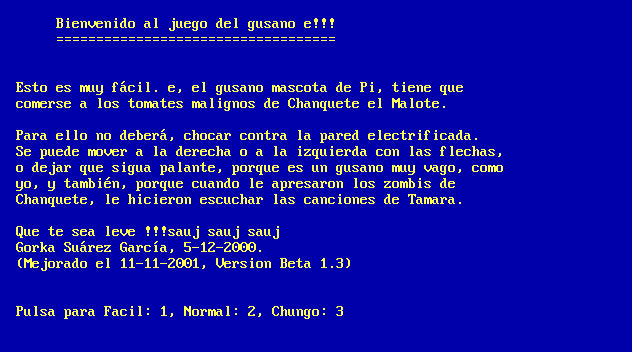 Bienvenido al juego del gusano e!!!
===================================
Esto es muy fácil. e, el gusano mascota de Pi, tiene que
comerse a los tomates malignos de Chanquete el Malote.
Para ello no deberá, chocar contra la pared electrificada.
Se puede mover a la derecha o a la izquierda con las flechas,
o dejar que sigua palante, porque es un gusano muy vago, como
yo, y también, porque cuando le apresaron los zombis de
Chanquete, le hicieron escuchar las canciones de Tamara.
Que te sea leve !!!sauj sauj sauj
Gorka Suárez García, 5-12-2000.
(Mejorado el 11-11-2001, Version Beta 1.3)
Pulsa para Facil: 1, Normal: 2, Chungo: 3